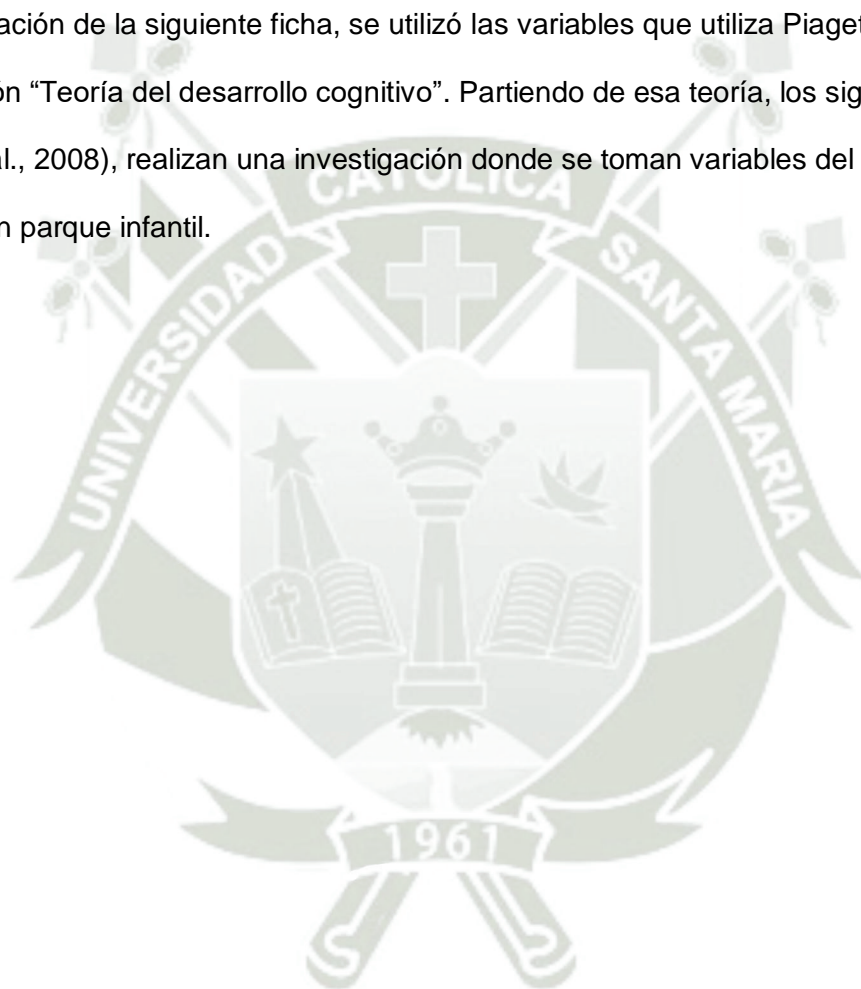 ación de la siguiente ficha, se utilizó las variables que utiliza Piaget
ón “Teoría del desarrollo cognitivo”. Partiendo de esa teoría, los sig
al., 2008), realizan una investigación donde se toman variables del
n parque infantil.
UNIVERSIDAD CATOLICA SANTA MARIA
1961